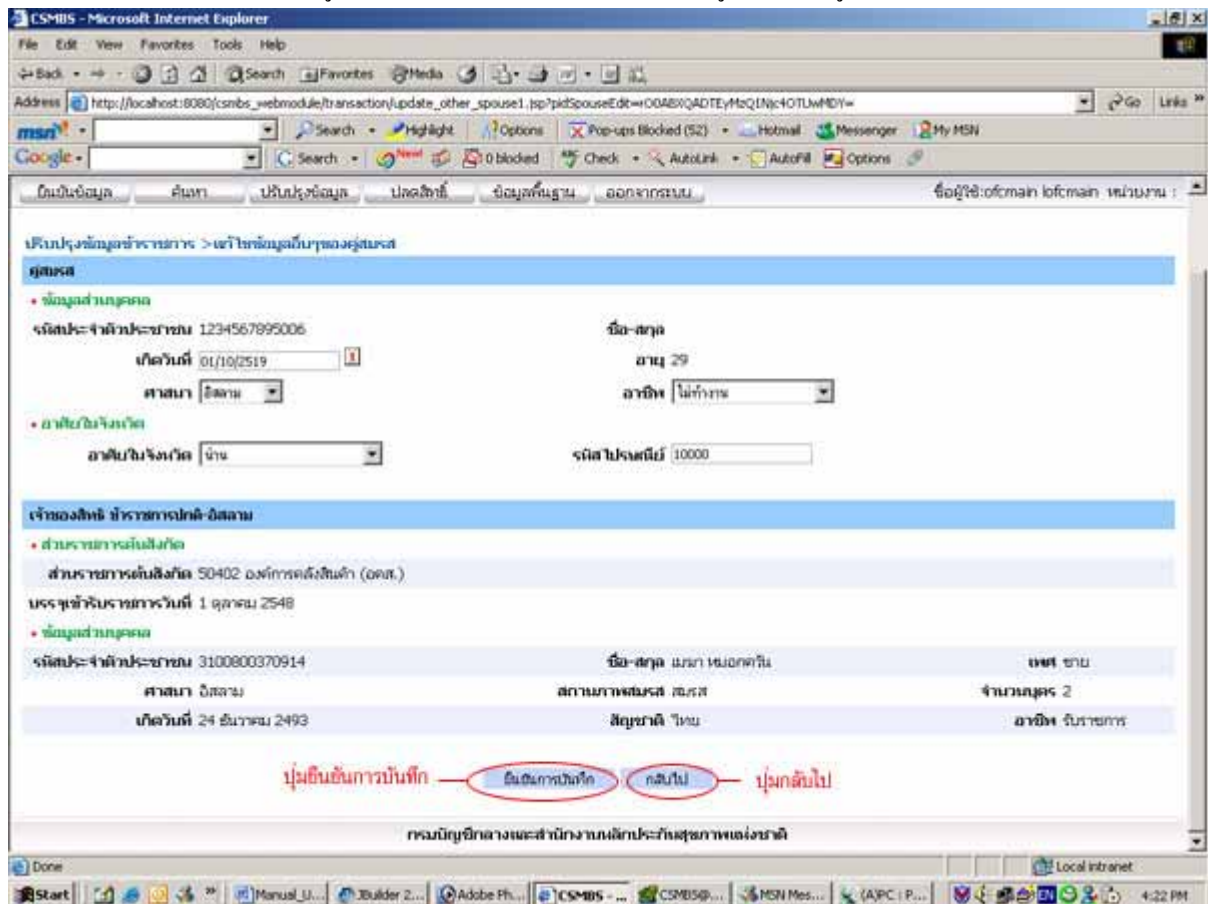 CSMBS - Microsoft Internet Explorer
File Edit View Favorites Tools Help
Back Search Favorites Media
Address http://localhost:8080/csmbs_webmodule/transaction/update_other_spouse1.jsp?pidSpouseEdit= Go Links »
msn Search Highlight Options Pop-ups Blocked (52) Hotmail Messenger My MSN
Google Search New! 0 blocked Check AutoLink AutoFill Options
ยืนยันข้อมูล ค้นหา ปรับปรุงข้อมูล ปลดสิทธิ์ ข้อมูลพื้นฐาน ออกจากระบบ ชื่อผู้ใช้:ofcmain lofcmain หน่วยงาน :
ปรับปรุงข้อมูลข้าราชการ >แก้ไขข้อมูลอื่นๆของคู่สมรส
คู่สมรส
• ข้อมูลส่วนบุคคล
รหัสประจำตัวประชาชน 1234567895006 ชื่อ-สกุล
เกิดวันที่ 01/10/2519 อายุ 29
ศาสนา อิสลาม อาชีพ ไม่ทำงาน
• อาศัยในจังหวัด
อาศัยในจังหวัด น่าน รหัสไปรษณีย์ 10000
เจ้าของสิทธิ ข้าราชการปกติ-อิสลาม
• ส่วนราชการต้นสังกัด
ส่วนราชการต้นสังกัด 50402 องค์การคลังสินค้า (อคส.)
บรรจุเข้ารับราชการวันที่ 1 ตุลาคม 2548
• ข้อมูลส่วนบุคคล
รหัสประจำตัวประชาชน 3100800370914 ชื่อ-สกุล เมฆา หมอกควัน เพศ ชาย
ศาสนา อิสลาม สถานภาพสมรส สมรส จำนวนบุตร 2
เกิดวันที่ 24 ธันวาคม 2493 สัญชาติ ไทย อาชีพ รับราชการ
ปุ่มยืนยันการบันทึก ยืนยันการบันทึก กลับไป ปุ่มกลับไป
กรมบัญชีกลางและสำนักงานหลักประกันสุขภาพแห่งชาติ
Done Local intranet
Start » Manual_U... JBuilder 2... Adobe Ph... CSMBS - ... CSMBS@... MSN Mes... (A)PC : P... EN 4:22 PM